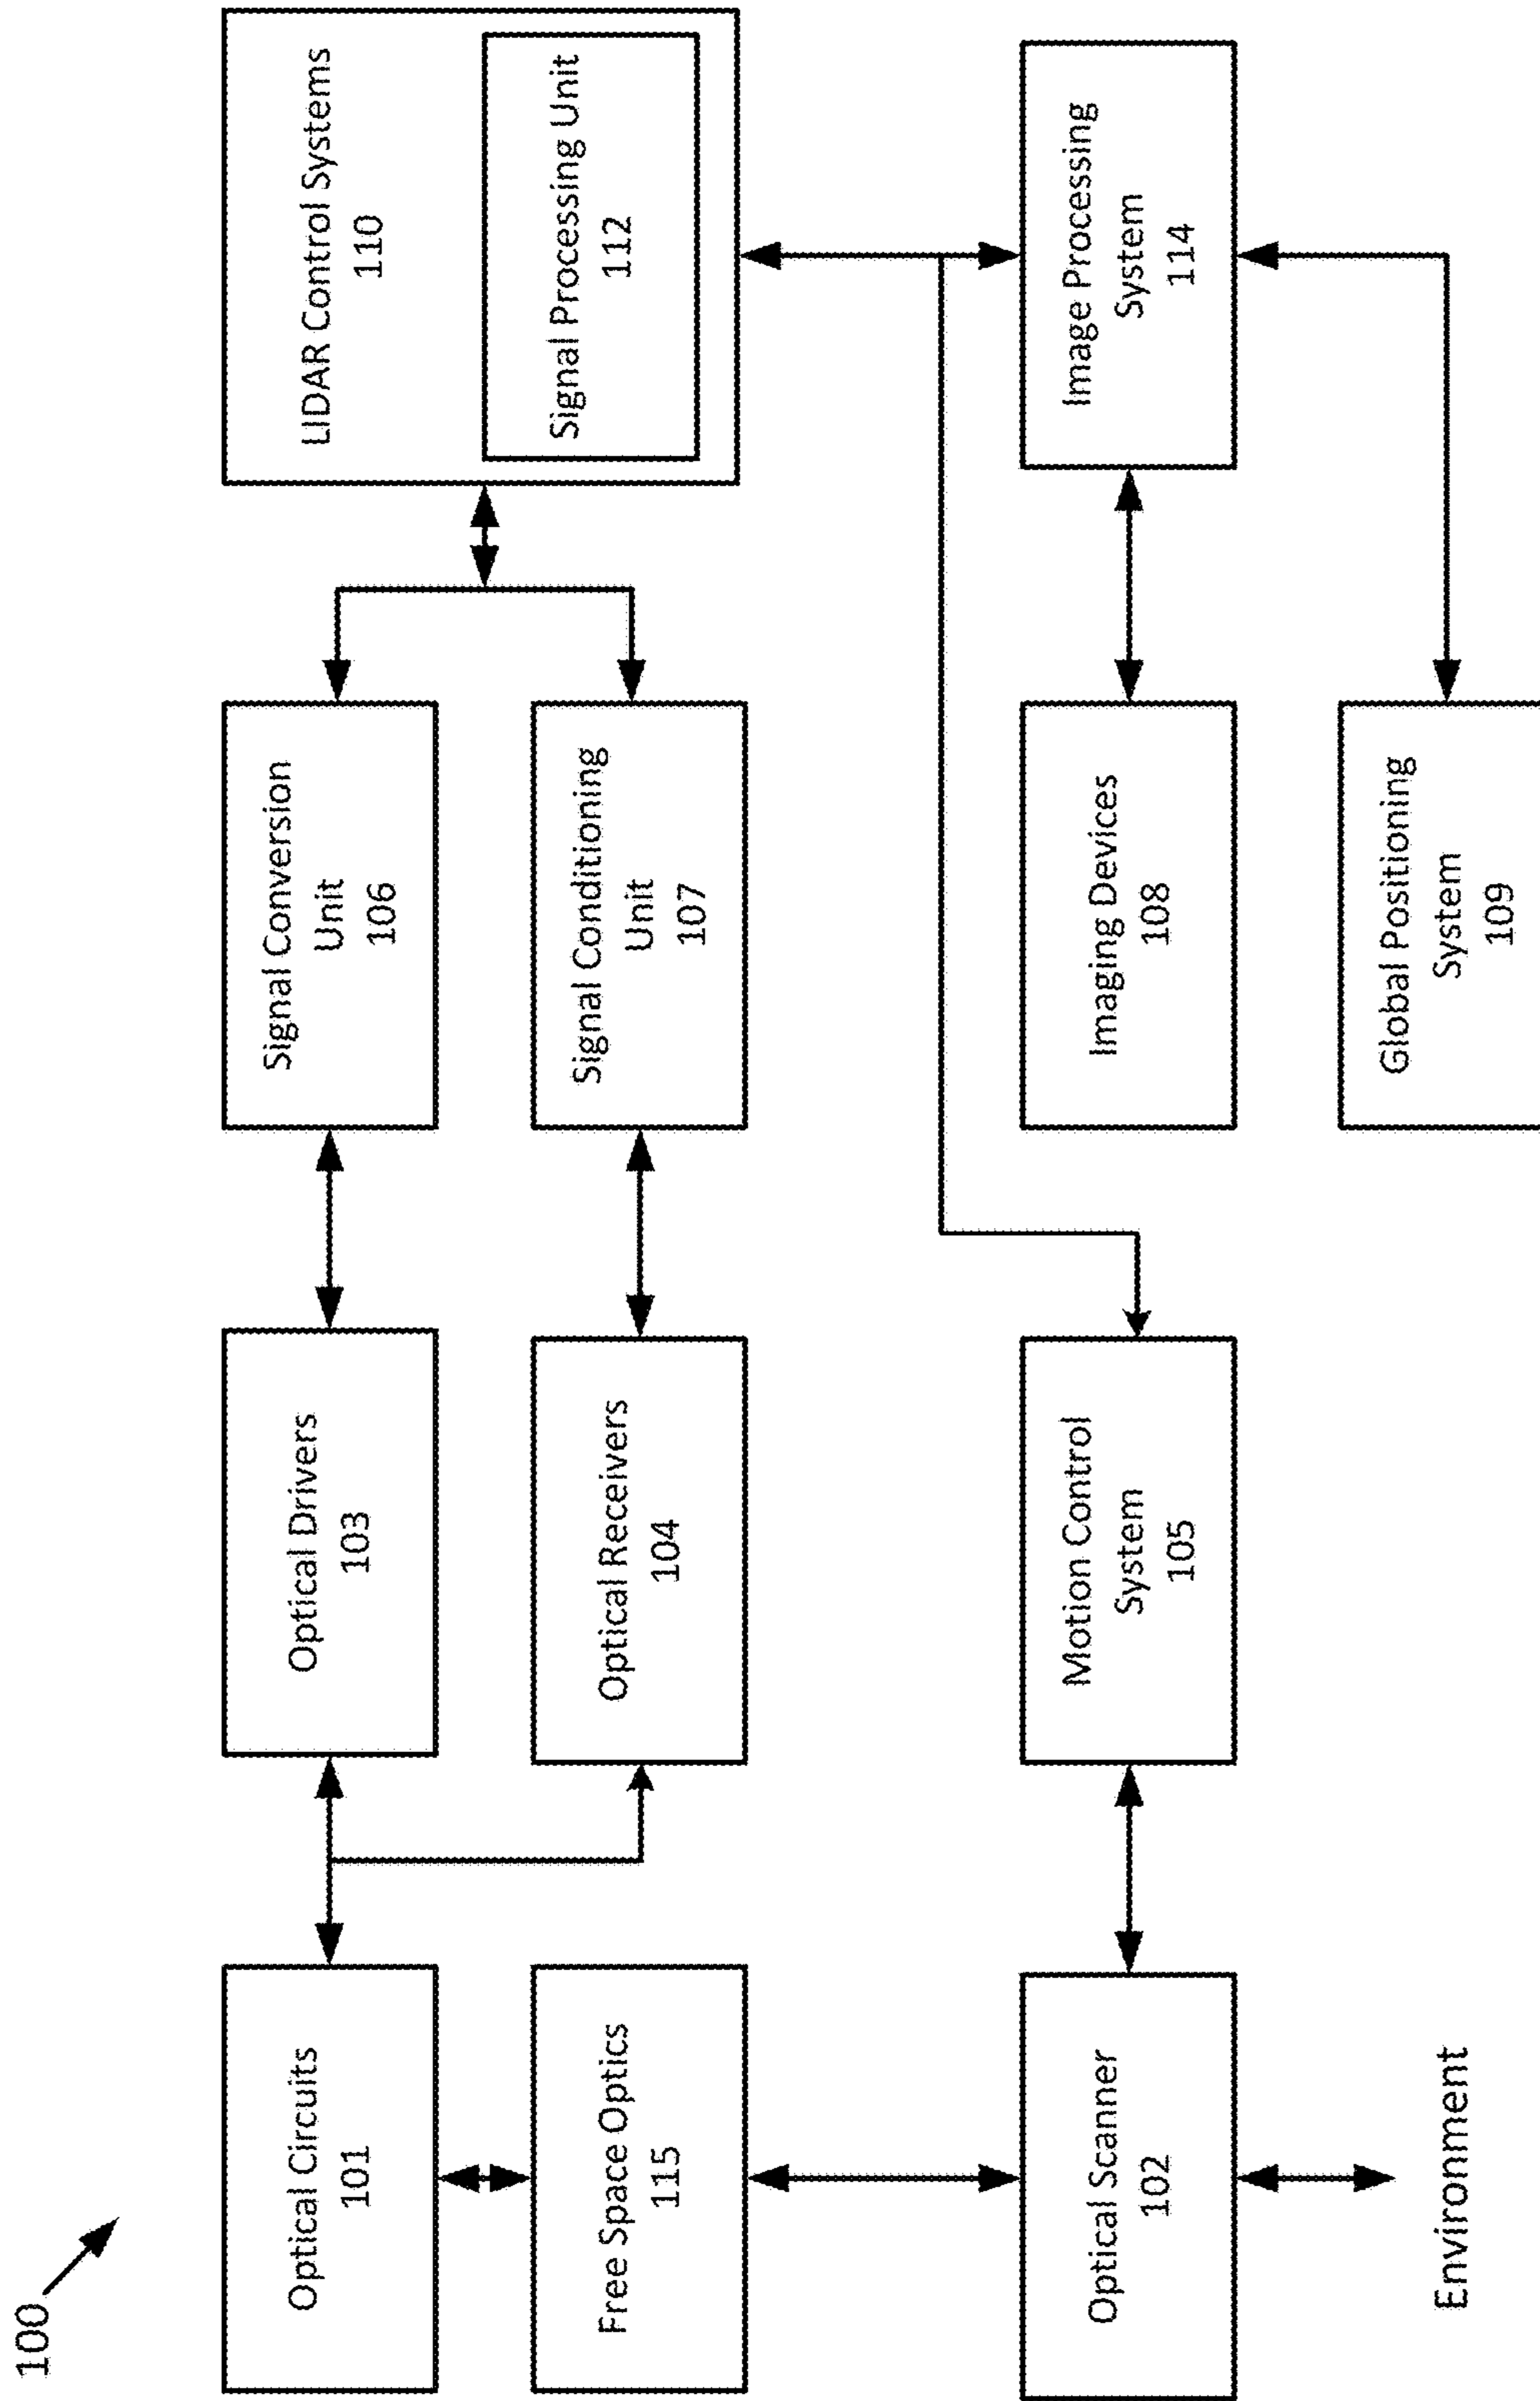 100
Optical Circuits
101
Optical Drivers
103
Signal Conversion
Unit
106
LIDAR Control Systems
110
Signal Processing Unit
112
Free Space Optics
115
Optical Receivers
104
Signal Conditioning
Unit
107
Optical Scanner
102
Motion Control
System
105
Imaging Devices
108
Image Processing
System
114
Environment
Global Positioning
System
109